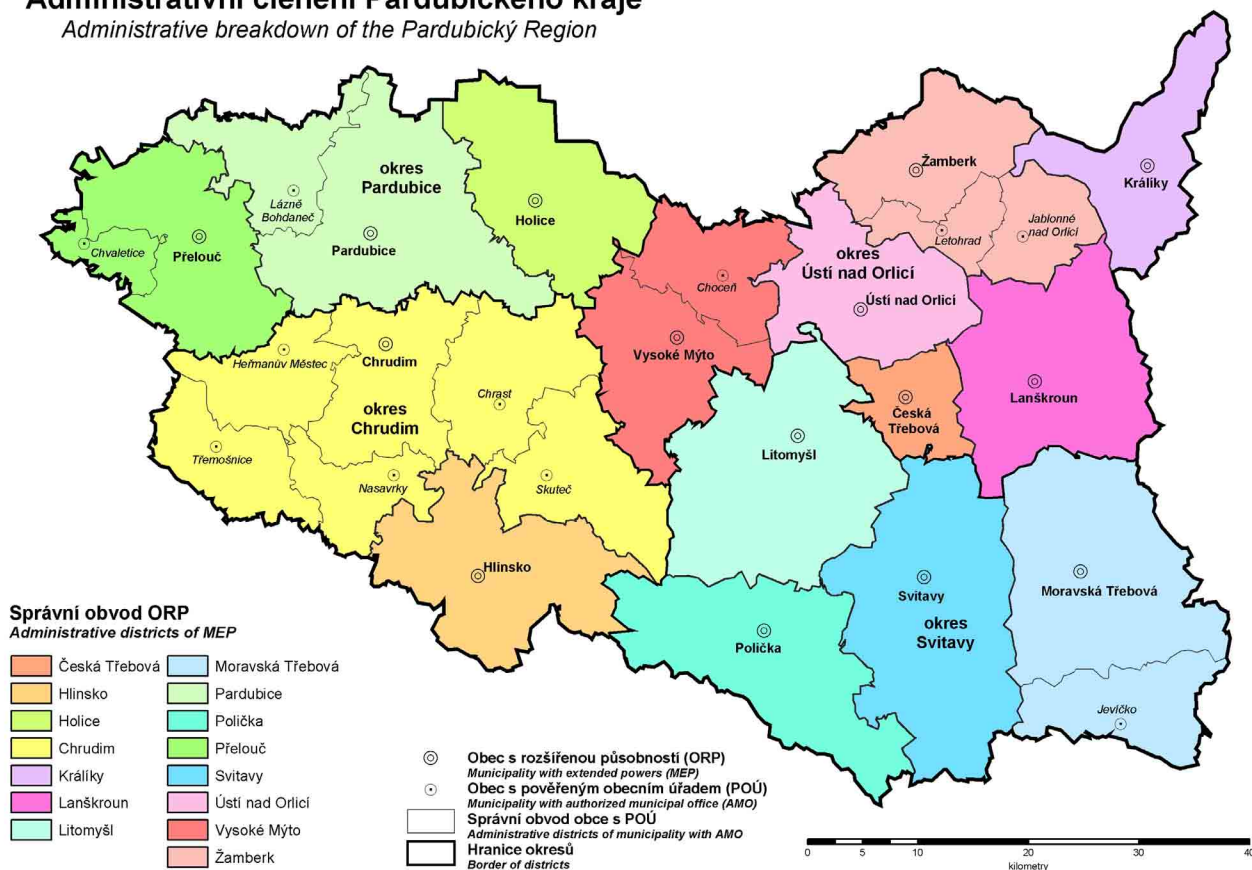 Administrativní členění Pardubického kraje
Administrative breakdown of the Pardubický Region
Žamberk
Králíky
okres
Pardubice
Lázně
Bohdaneč
Holice
Jablonné
nad Orlicí
Letohrad
Chvaletice
Přelouč
Pardubice
okres
Ústí nad Orlicí
Choceň
Ústí nad Orlicí
Heřmanův Městec
Chrudim
Vysoké Mýto
Chrast
Lanškroun
okres
Chrudim
Česká
Třebová
Litomyšl
Třemošnice
Nasavrky
Skuteč
Hlinsko
Svitavy
Moravská Třebová
okres
Svitavy
Polička
Jevíčko
Správní obvod ORP
Administrative districts of MEP
Česká Třebová
Hlinsko
Holice
Chrudim
Králíky
Lanškroun
Litomyšl
Moravská Třebová
Pardubice
Polička
Přelouč
Svitavy
Ústí nad Orlicí
Vysoké Mýto
Žamberk
Obec s rozšířenou působností (ORP)
Municipality with extended powers (MEP)
Obec s pověřeným obecním úřadem (POÚ)
Municipality with authorized municipal office (AMO)
Správní obvod obce s POÚ
Administrative districts of municipality with AMO
Hranice okresů
Border of districts
0 5 10 20 30 40
kilometry